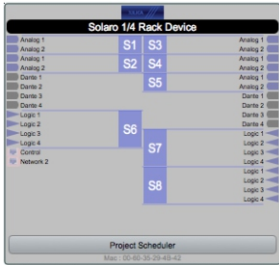 Solaro 1/4 Rack Device
Analog 1 S1 S3 Analog 1
Analog 2 Analog 2
Analog 1 S2 S4 Analog 1
Analog 2 Analog 2
Dante 1 S5 Analog 1
Dante 2 Analog 2
Dante 3 Dante 1
Dante 4 Dante 2
Logic 1 S6 Dante 3
Logic 2 Dante 4
Logic 3 S7 Logic 1
Logic 4 Logic 2
Control Logic 3
Network 2 Logic 4
S8 Logic 1
Logic 2
Logic 3
Logic 4
Project Scheduler
Mac : 00-60-35-29-4B-42